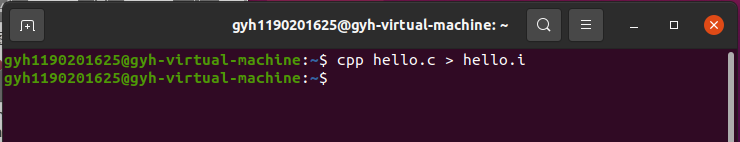 gyh1190201625@gyh-virtual-machine: ~
gyh1190201625@gyh-virtual-machine:~$ cpp hello.c > hello.i
gyh1190201625@gyh-virtual-machine:~$